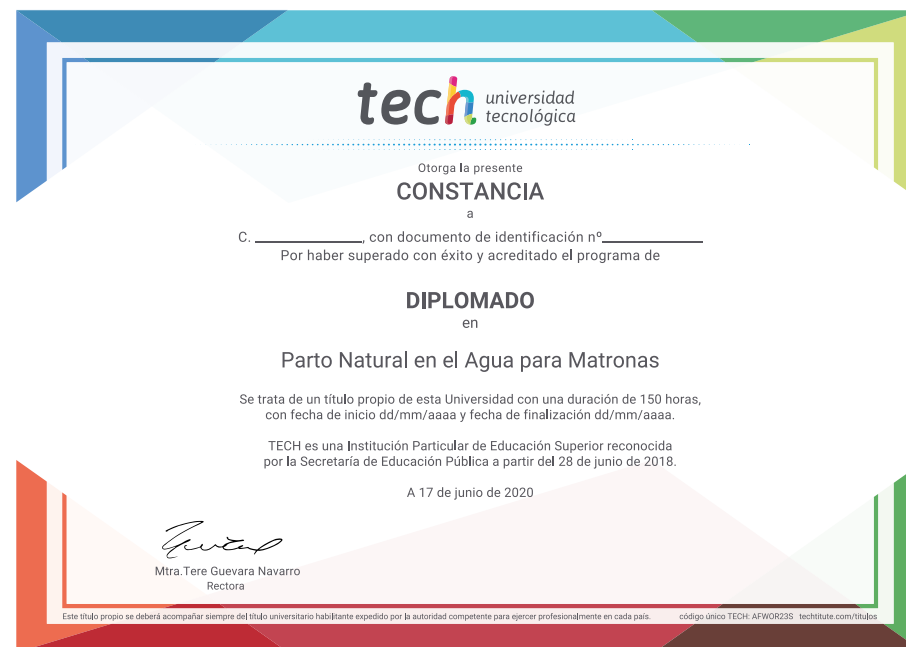 tech universidad
tecnológica
Otorga la presente
CONSTANCIA
a
C. ____________, con documento de identificación nº____________
Por haber superado con éxito y acreditado el programa de
DIPLOMADO
en
Parto Natural en el Agua para Matronas
Se trata de un título propio de esta Universidad con una duración de 150 horas,
con fecha de inicio dd/mm/aaaa y fecha de finalización dd/mm/aaaa.
TECH es una Institución Particular de Educación Superior reconocida
por la Secretaría de Educación Pública a partir del 28 de junio de 2018.
A 17 de junio de 2020
Mtra.Tere Guevara Navarro
Rectora
Este título propio se deberá acompañar siempre del título universitario habilitante expedido por la autoridad competente para ejercer profesionalmente en cada país. código único TECH: AFWOR23S techtitute.com/titulos